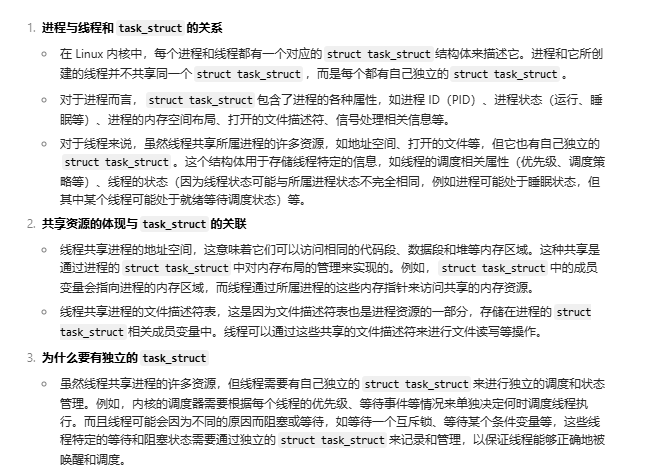 1. 进程与线程和 task_struct 的关系
○ 在 Linux 内核中，每个进程和线程都有一个对应的 struct task_struct 结构体来描述它。进程和它所创
建的线程并不共享同一个 struct task_struct ，而是每个都有自己独立的 struct task_struct 。
○ 对于进程而言， struct task_struct 包含了进程的各种属性，如进程 ID（PID）、进程状态（运行、睡
眠等）、进程的内存空间布局、打开的文件描述符、信号处理相关信息等。
○ 对于线程来说，虽然线程共享所属进程的许多资源，如地址空间、打开的文件等，但它也有自己独立的
struct task_struct 。这个结构体用于存储线程特定的信息，如线程的调度相关属性（优先级、调度策
略等）、线程的状态（因为线程状态可能与所属进程状态不完全相同，例如进程可能处于睡眠状态，但
其中某个线程可能处于就绪等待调度状态）等。
2. 共享资源的体现与 task_struct 的关联
○ 线程共享进程的地址空间，这意味着它们可以访问相同的代码段、数据段和堆等内存区域。这种共享是
通过进程的 struct task_struct 中对内存布局的管理来实现的。例如， struct task_struct 中的成员
变量会指向进程的内存区域，而线程通过所属进程的这些内存指针来访问共享的内存资源。
○ 线程共享进程的文件描述符表，这是因为文件描述符表也是进程资源的一部分，存储在进程的 struct
task_struct 相关成员变量中。线程可以通过这些共享的文件描述符来进行文件读写等操作。
3. 为什么要有独立的 task_struct
○ 虽然线程共享进程的许多资源，但线程需要有自己独立的 struct task_struct 来进行独立的调度和状态
管理。例如，内核的调度器需要根据每个线程的优先级、等待事件等情况来单独决定何时调度线程执
行。而且线程可能会因为不同的原因而阻塞或等待，如等待一个互斥锁、等待某个条件变量等，这些线
程特定的等待和阻塞状态需要通过独立的 struct task_struct 来记录和管理，以保证线程能够正确地被
唤醒和调度。